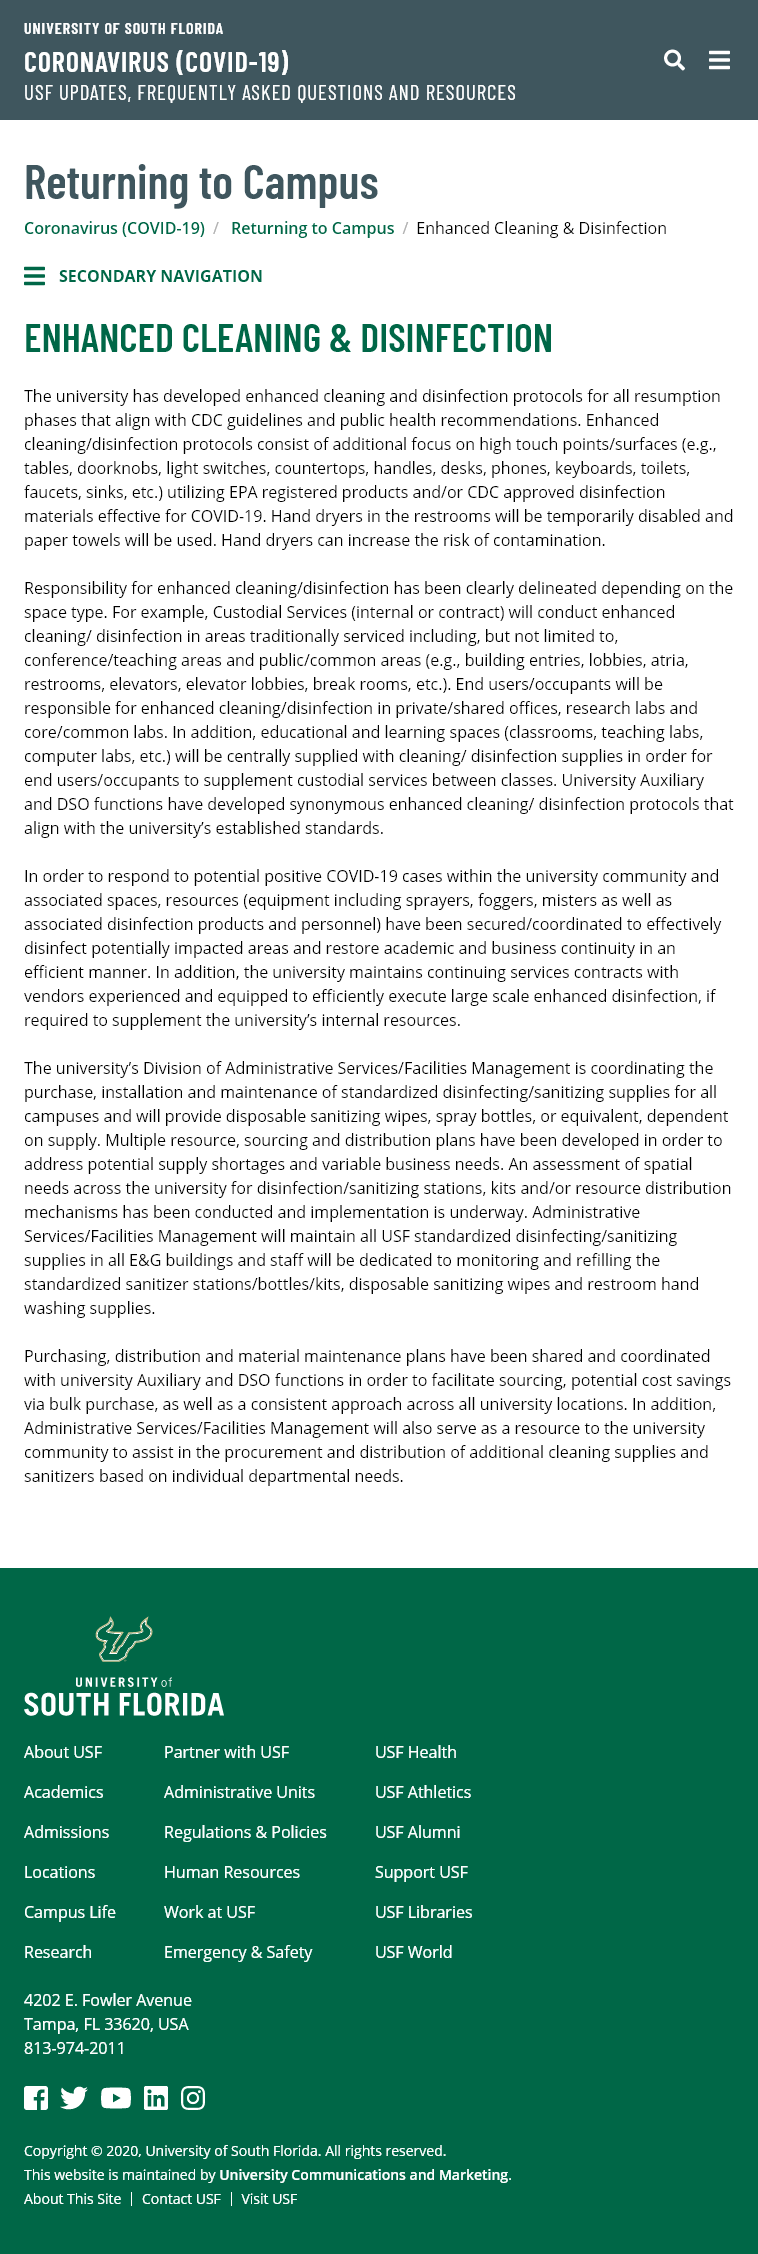 UNIVERSITY OF SOUTH FLORIDA
CORONAVIRUS (COVID-19)
USF UPDATES, FREQUENTLY ASKED QUESTIONS AND RESOURCES
Returning to Campus
Coronavirus (COVID-19) / Returning to Campus / Enhanced Cleaning & Disinfection
SECONDARY NAVIGATION
ENHANCED CLEANING & DISINFECTION
The university has developed enhanced cleaning and disinfection protocols for all resumption
phases that align with CDC guidelines and public health recommendations. Enhanced
cleaning/disinfection protocols consist of additional focus on high touch points/surfaces (e.g.,
tables, doorknobs, light switches, countertops, handles, desks, phones, keyboards, toilets,
faucets, sinks, etc.) utilizing EPA registered products and/or CDC approved disinfection
materials effective for COVID-19. Hand dryers in the restrooms will be temporarily disabled and
paper towels will be used. Hand dryers can increase the risk of contamination.
Responsibility for enhanced cleaning/disinfection has been clearly delineated depending on the
space type. For example, Custodial Services (internal or contract) will conduct enhanced
cleaning/ disinfection in areas traditionally serviced including, but not limited to,
conference/teaching areas and public/common areas (e.g., building entries, lobbies, atria,
restrooms, elevators, elevator lobbies, break rooms, etc.). End users/occupants will be
responsible for enhanced cleaning/disinfection in private/shared offices, research labs and
core/common labs. In addition, educational and learning spaces (classrooms, teaching labs,
computer labs, etc.) will be centrally supplied with cleaning/ disinfection supplies in order for
end users/occupants to supplement custodial services between classes. University Auxiliary
and DSO functions have developed synonymous enhanced cleaning/ disinfection protocols that
align with the university’s established standards.
In order to respond to potential positive COVID-19 cases within the university community and
associated spaces, resources (equipment including sprayers, foggers, misters as well as
associated disinfection products and personnel) have been secured/coordinated to effectively
disinfect potentially impacted areas and restore academic and business continuity in an
efficient manner. In addition, the university maintains continuing services contracts with
vendors experienced and equipped to efficiently execute large scale enhanced disinfection, if
required to supplement the university’s internal resources.
The university’s Division of Administrative Services/Facilities Management is coordinating the
purchase, installation and maintenance of standardized disinfecting/sanitizing supplies for all
campuses and will provide disposable sanitizing wipes, spray bottles, or equivalent, dependent
on supply. Multiple resource, sourcing and distribution plans have been developed in order to
address potential supply shortages and variable business needs. An assessment of spatial
needs across the university for disinfection/sanitizing stations, kits and/or resource distribution
mechanisms has been conducted and implementation is underway. Administrative
Services/Facilities Management will maintain all USF standardized disinfecting/sanitizing
supplies in all E&G buildings and staff will be dedicated to monitoring and refilling the
standardized sanitizer stations/bottles/kits, disposable sanitizing wipes and restroom hand
washing supplies.
Purchasing, distribution and material maintenance plans have been shared and coordinated
with university Auxiliary and DSO functions in order to facilitate sourcing, potential cost savings
via bulk purchase, as well as a consistent approach across all university locations. In addition,
Administrative Services/Facilities Management will also serve as a resource to the university
community to assist in the procurement and distribution of additional cleaning supplies and
sanitizers based on individual departmental needs.
UNIVERSITY of
SOUTH FLORIDA
About USF
Academics
Admissions
Locations
Campus Life
Research
Partner with USF
Administrative Units
Regulations & Policies
Human Resources
Work at USF
Emergency & Safety
USF Health
USF Athletics
USF Alumni
Support USF
USF Libraries
USF World
4202 E. Fowler Avenue
Tampa, FL 33620, USA
813-974-2011
Copyright © 2020, University of South Florida. All rights reserved.
This website is maintained by University Communications and Marketing.
About This Site | Contact USF | Visit USF